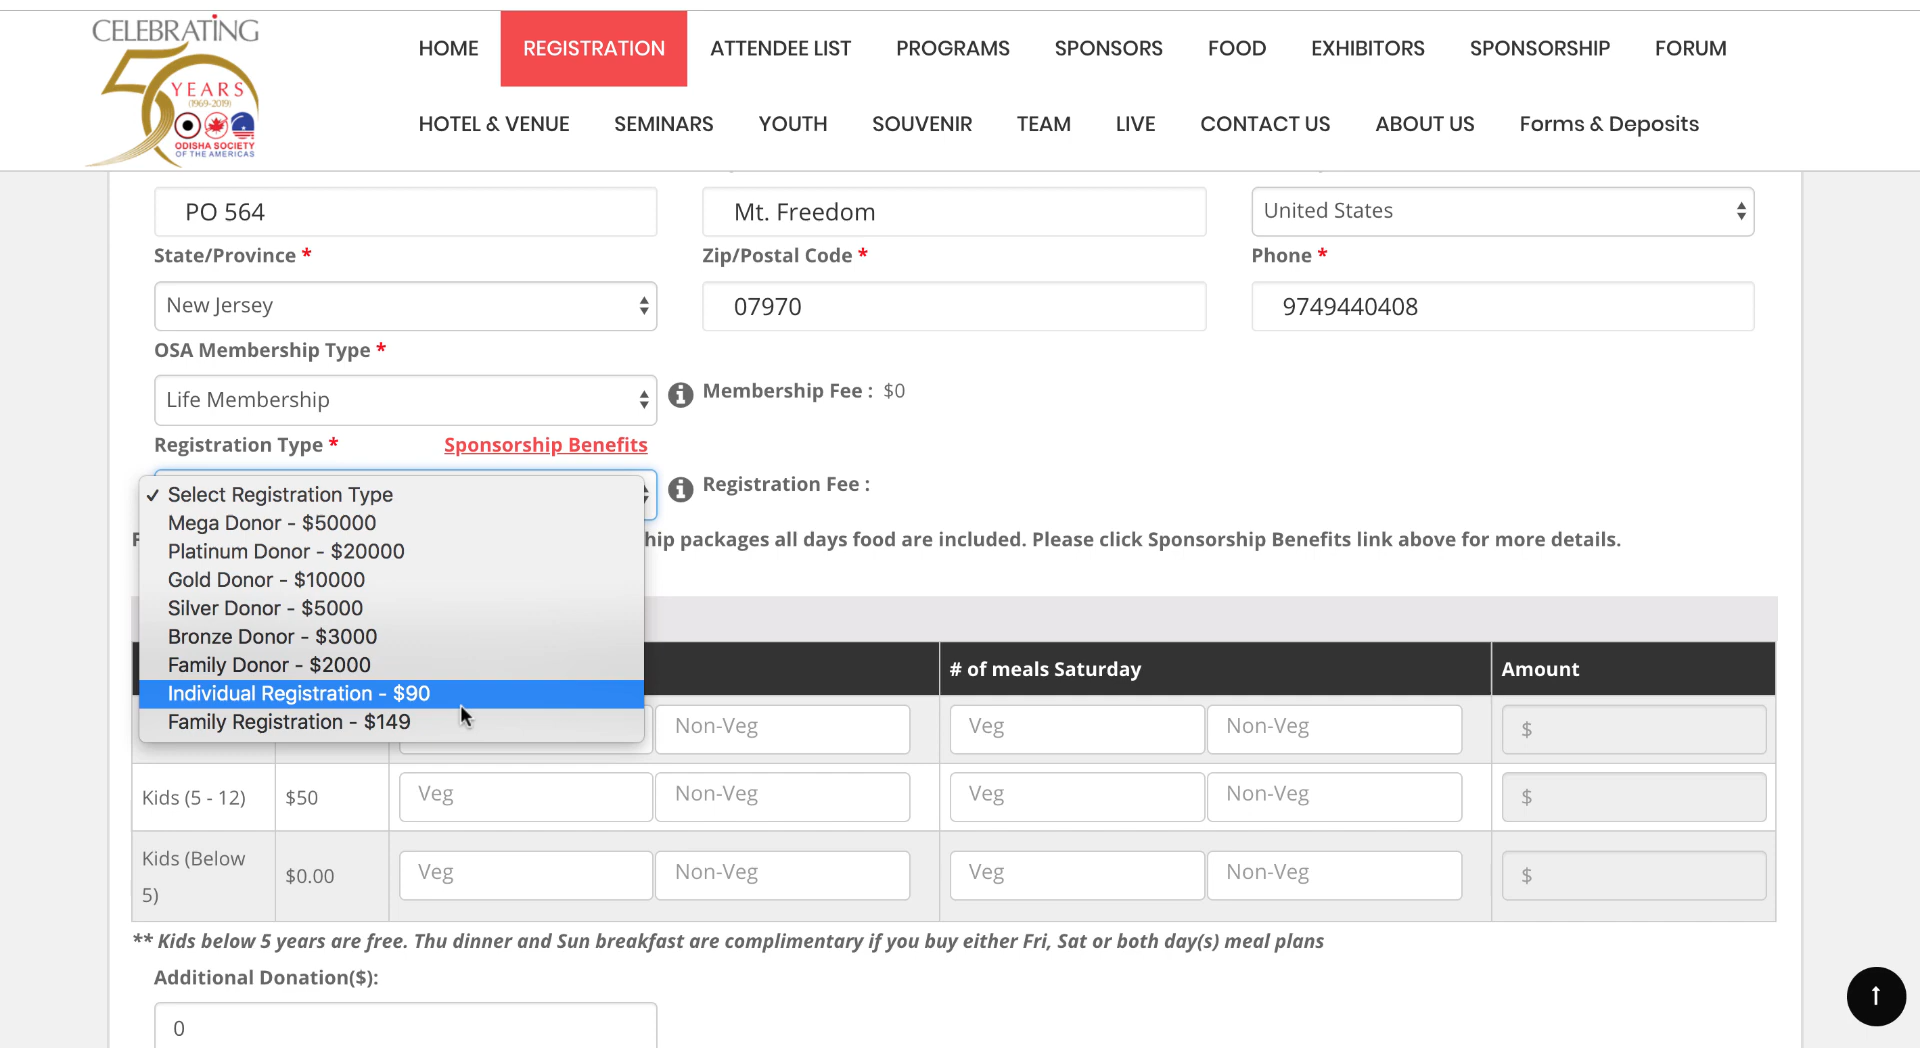 CELEBRATING
50
YEARS
(1969-2019)
ODISHA SOCIETY
OF THE AMERICAS
HOME REGISTRATION ATTENDEE LIST PROGRAMS SPONSORS FOOD EXHIBITORS SPONSORSHIP FORUM
HOTEL & VENUE SEMINARS YOUTH SOUVENIR TEAM LIVE CONTACT US ABOUT US Forms & Deposits
PO 564 Mt. Freedom United States
State/Province * Zip/Postal Code * Phone *
New Jersey 07970 9749440408
OSA Membership Type *
Life Membership Membership Fee : $0
Registration Type * Sponsorship Benefits
Registration Fee :
✓ Select Registration Type
Mega Donor - $50000
Platinum Donor - $20000
Gold Donor - $10000
Silver Donor - $5000
Bronze Donor - $3000
Family Donor - $2000
Individual Registration - $90
Family Registration - $149
packages all days food are included. Please click Sponsorship Benefits link above for more details.
# of meals Saturday Amount
Non-Veg Veg Non-Veg $
Kids (5 - 12) $50 Veg Non-Veg Veg Non-Veg $
Kids (Below
5) $0.00 Veg Non-Veg Veg Non-Veg $
** Kids below 5 years are free. Thu dinner and Sun breakfast are complimentary if you buy either Fri, Sat or both day(s) meal plans
Additional Donation($):
0